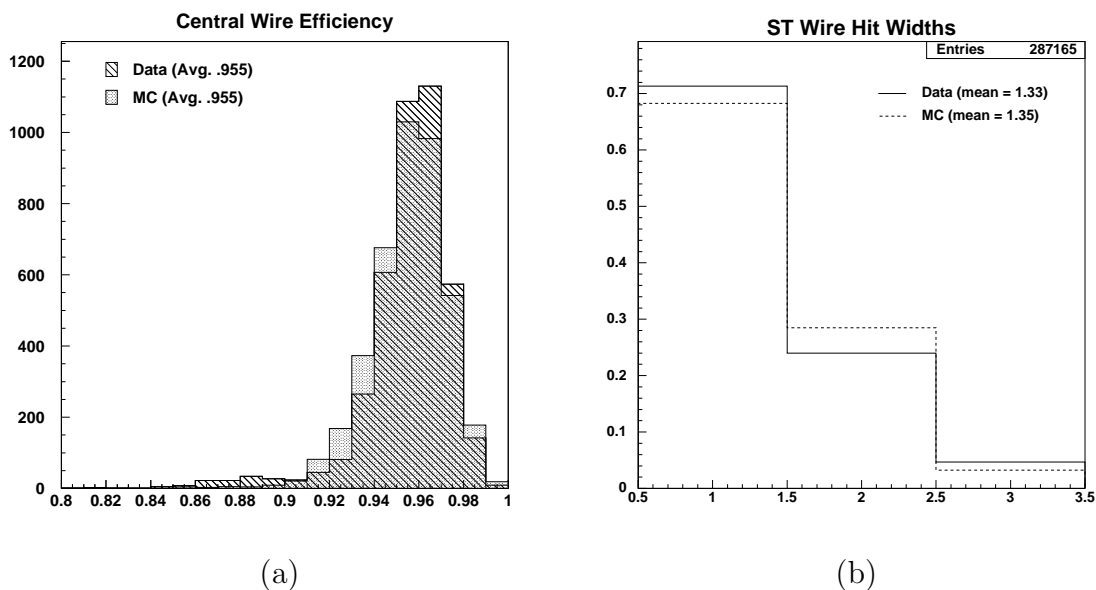 Central Wire Efficiency
1200
1000
800
600
400
200
0
Data (Avg. .955)
MC (Avg. .955)
0.8 0.82 0.84 0.86 0.88 0.9 0.92 0.94 0.96 0.98 1
(a)
ST Wire Hit Widths
Entries 287165
0.7
0.6
0.5
0.4
0.3
0.2
0.1
0
Data (mean = 1.33)
MC (mean = 1.35)
0.5 1 1.5 2 2.5 3 3.5
(b)